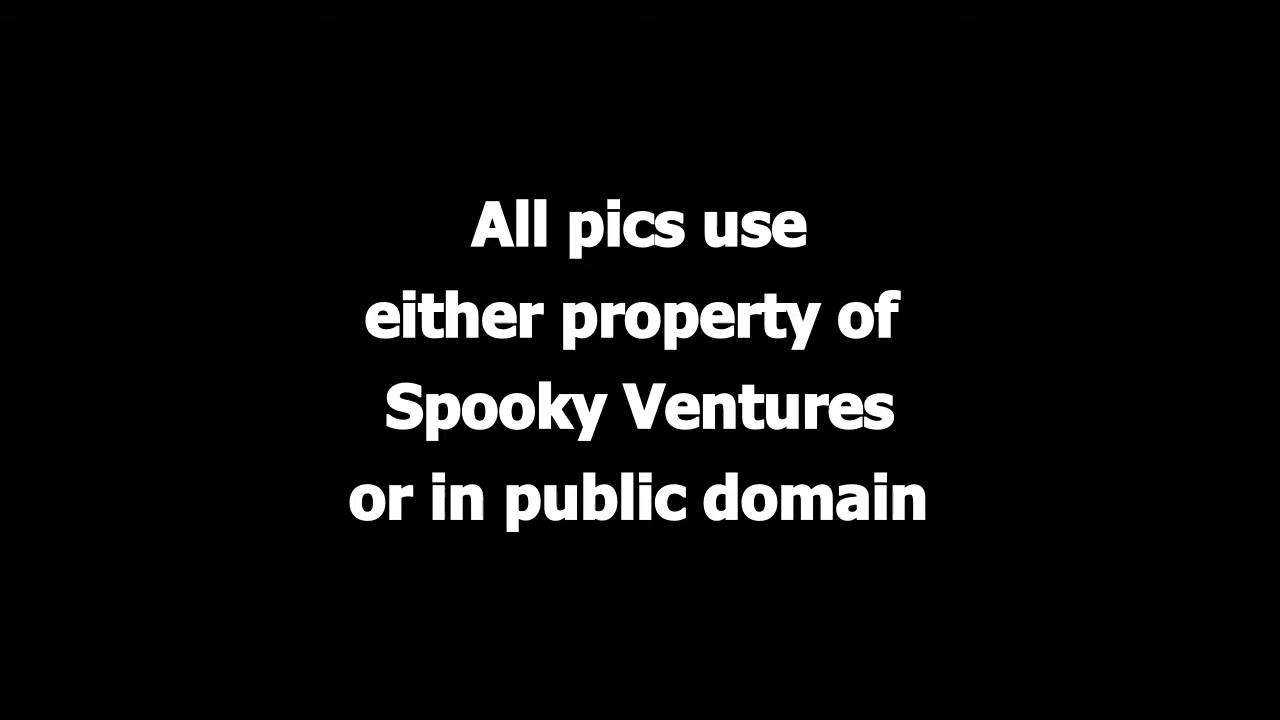 All pics use
either property of
Spooky Ventures
or in public domain